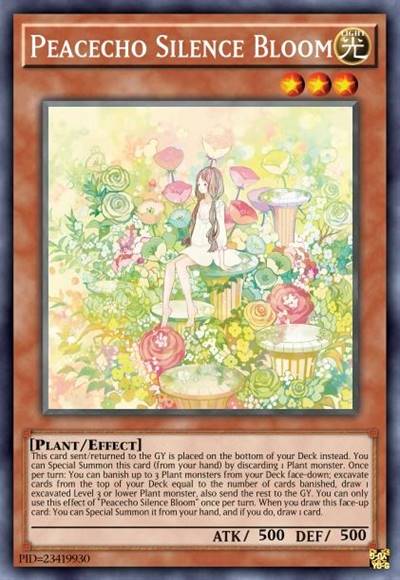 PEACECHO SILENCE BLOOM
LIGHT
光
[PLANT/EFFECT]
This card sent/returned to the GY is placed on the bottom of your Deck instead. You
can Special Summon this card (from your hand) by discarding 1 Plant monster. Once
per turn: You can banish up to 3 Plant monsters from your Deck face-down; excavate
cards from the top of your Deck equal to the number of cards banished, draw 1
excavated Level 3 or lower Plant monster, also send the rest to the GY. You can only
use this effect of "Peacecho Silence Bloom" once per turn. When you draw this face-up
card: You can Special Summon it from your hand, and if you do, draw 1 card.
ATK/ 500 DEF/ 500
PID=23419930